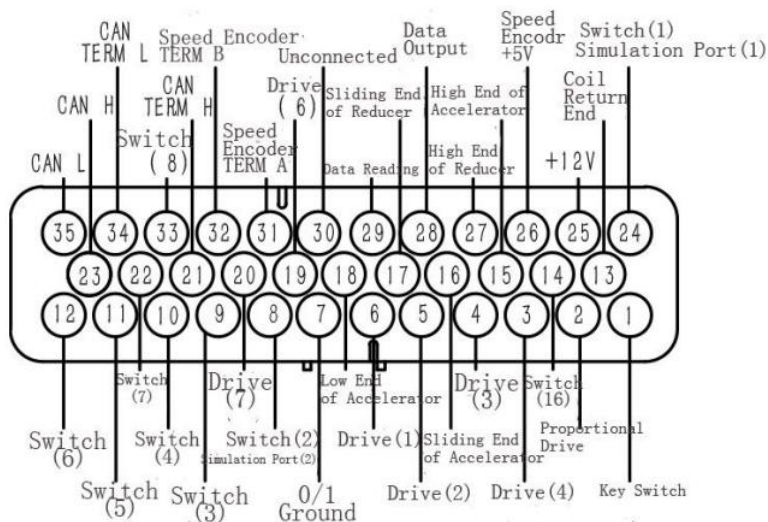 CAN
TERM L
Speed Encoder
TERM B
Unconnected
Data
Output
Speed
Encodr
+5V
Switch(1)
Simulation Port(1)
CAN H
CAN
TERM H
Drive
(6)
Sliding End
of Reducer
High End of
Accelerator
Coil
Return
End
CAN L
Switch
(8)
Speed
Encoder
TERM A
Data Reading
High End
of Reducer
+12V
35 34 33 32 31 30 29 28 27 26 25 24
23 22 21 20 19 18 17 16 15 14 13
12 11 10 9 8 7 6 5 4 3 2 1
Switch
(7)
Drive
(7)
Low End
of Accelerator
Drive
(3)
Switch
(16)
Switch
(6)
Switch
(4)
Switch(2)
Simulation Port(2)
Drive(1)
Sliding End
of Accelerator
Proportional
Drive
Switch
(5)
Switch
(3)
0/1
Ground
Drive(2)
Drive(4)
Key Switch